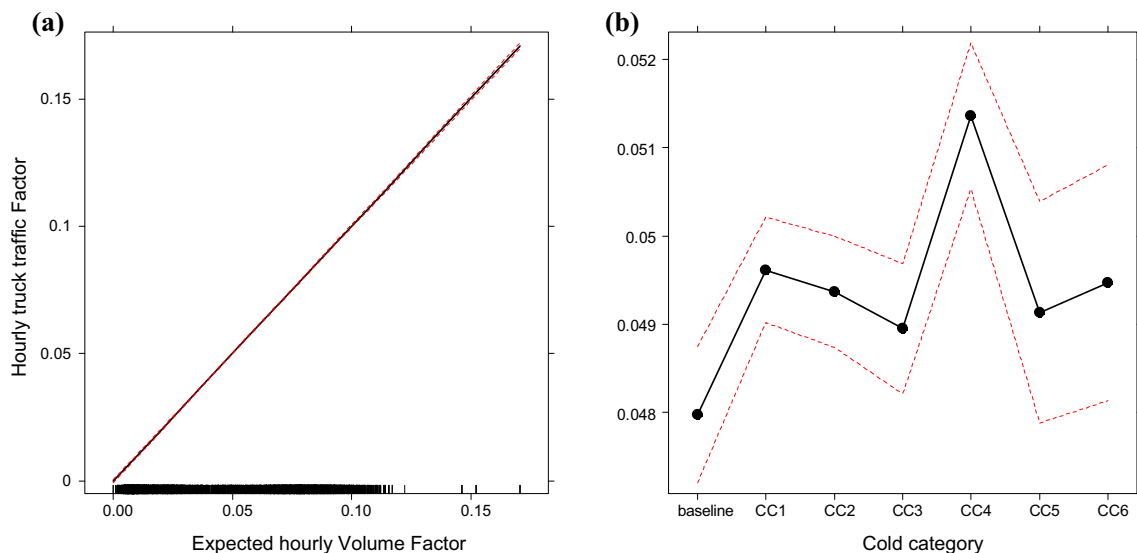 (a)
Hourly truck traffic Factor
0.15
0.1
0.05
0
0.00 0.05 0.10 0.15
Expected hourly Volume Factor
(b)
0.052
0.051
0.05
0.049
0.048
baseline CC1 CC2 CC3 CC4 CC5 CC6
Cold category